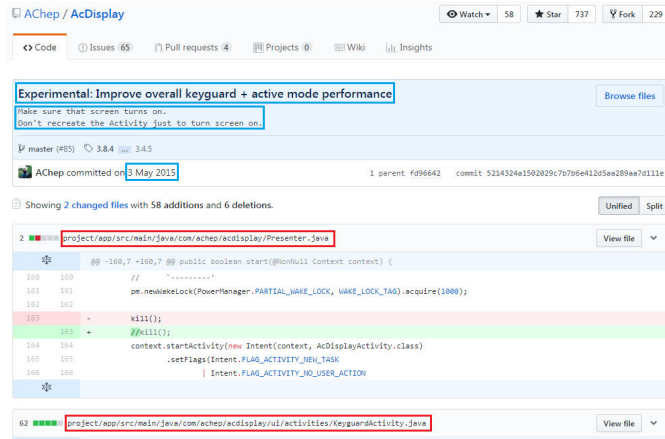 AChep / AcDisplay
Watch 58 Star 737 Fork 229
Code Issues 65 Pull requests 4 Projects 0 Wiki Insights
Experimental: Improve overall keyguard + active mode performance
Browse files
Make sure that screen turns on.
Don't recreate the Activity just to turn screen on.
master (#85) 3.8.4 ... 3.4.5
AChep committed on 3 May 2015
1 parent fd96642 commit 5214324a1502029c7b7b6e412d5aa289aa7d111e
Showing 2 changed files with 58 additions and 6 deletions.
Unified Split
2 project/app/src/main/java/com/achep/acdisplay/Presenter.java View file
@@ -160,7 +160,7 @@ public boolean start(@NonNull Context context) {
160 160 // `---------'
161 161 pm.newWakeLock(PowerManager.PARTIAL_WAKE_LOCK, WAKE_LOCK_TAG).acquire(1000);
162 162
163 - kill();
163 + //kill();
164 164 context.startActivity(new Intent(context, AcDisplayActivity.class)
165 165 .setFlags(Intent.FLAG_ACTIVITY_NEW_TASK
166 166 | Intent.FLAG_ACTIVITY_NO_USER_ACTION
62 project/app/src/main/java/com/achep/acdisplay/ui/activities/KeyguardActivity.java View file